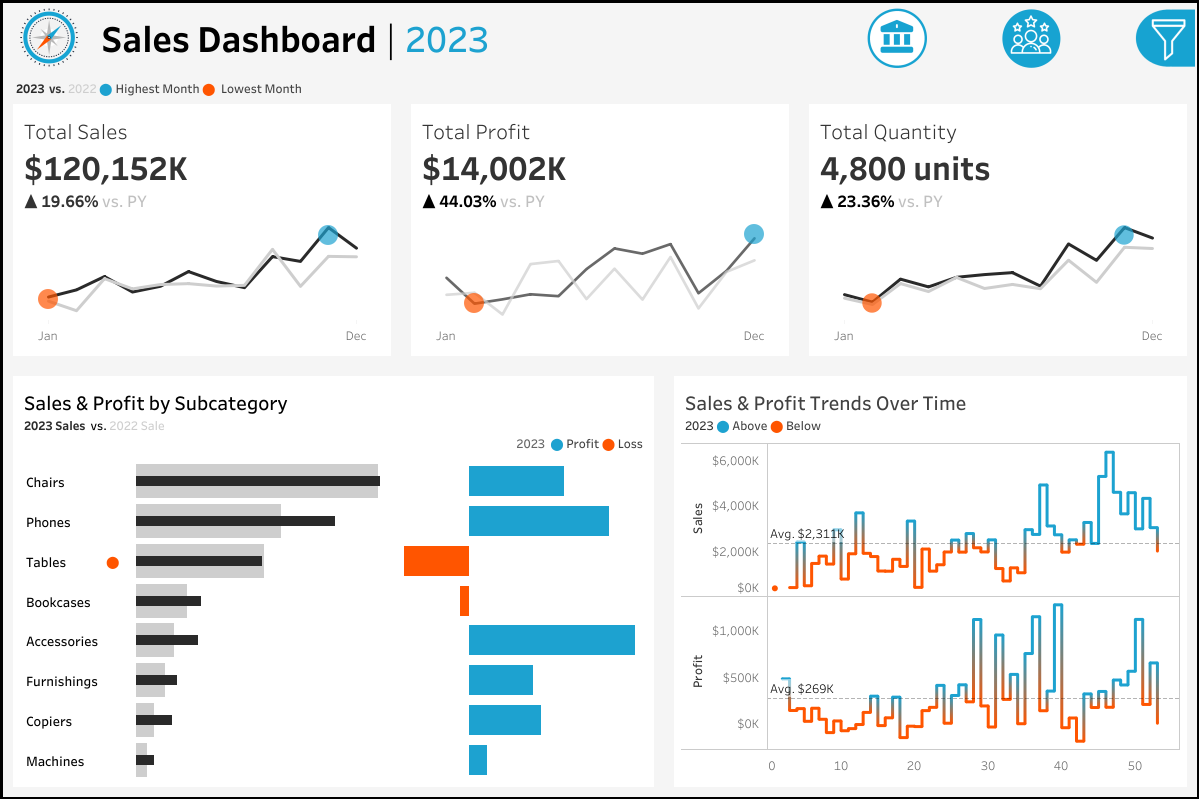 Sales Dashboard | 2023
2023 vs. 2022 Highest Month Lowest Month
Total Sales
$120,152K
▲ 19.66% vs. PY
Jan Dec
Total Profit
$14,002K
▲ 44.03% vs. PY
Jan Dec
Total Quantity
4,800 units
▲ 23.36% vs. PY
Jan Dec
Sales & Profit by Subcategory
2023 Sales vs. 2022 Sale
2023 Profit Loss
Chairs
Phones
Tables
Bookcases
Accessories
Furnishings
Copiers
Machines
Sales & Profit Trends Over Time
2023 Above Below
Sales
$6,000K
$4,000K
Avg. $2,311K
$2,000K
$0K
Profit
$1,000K
$500K
Avg. $269K
$0K
0 10 20 30 40 50